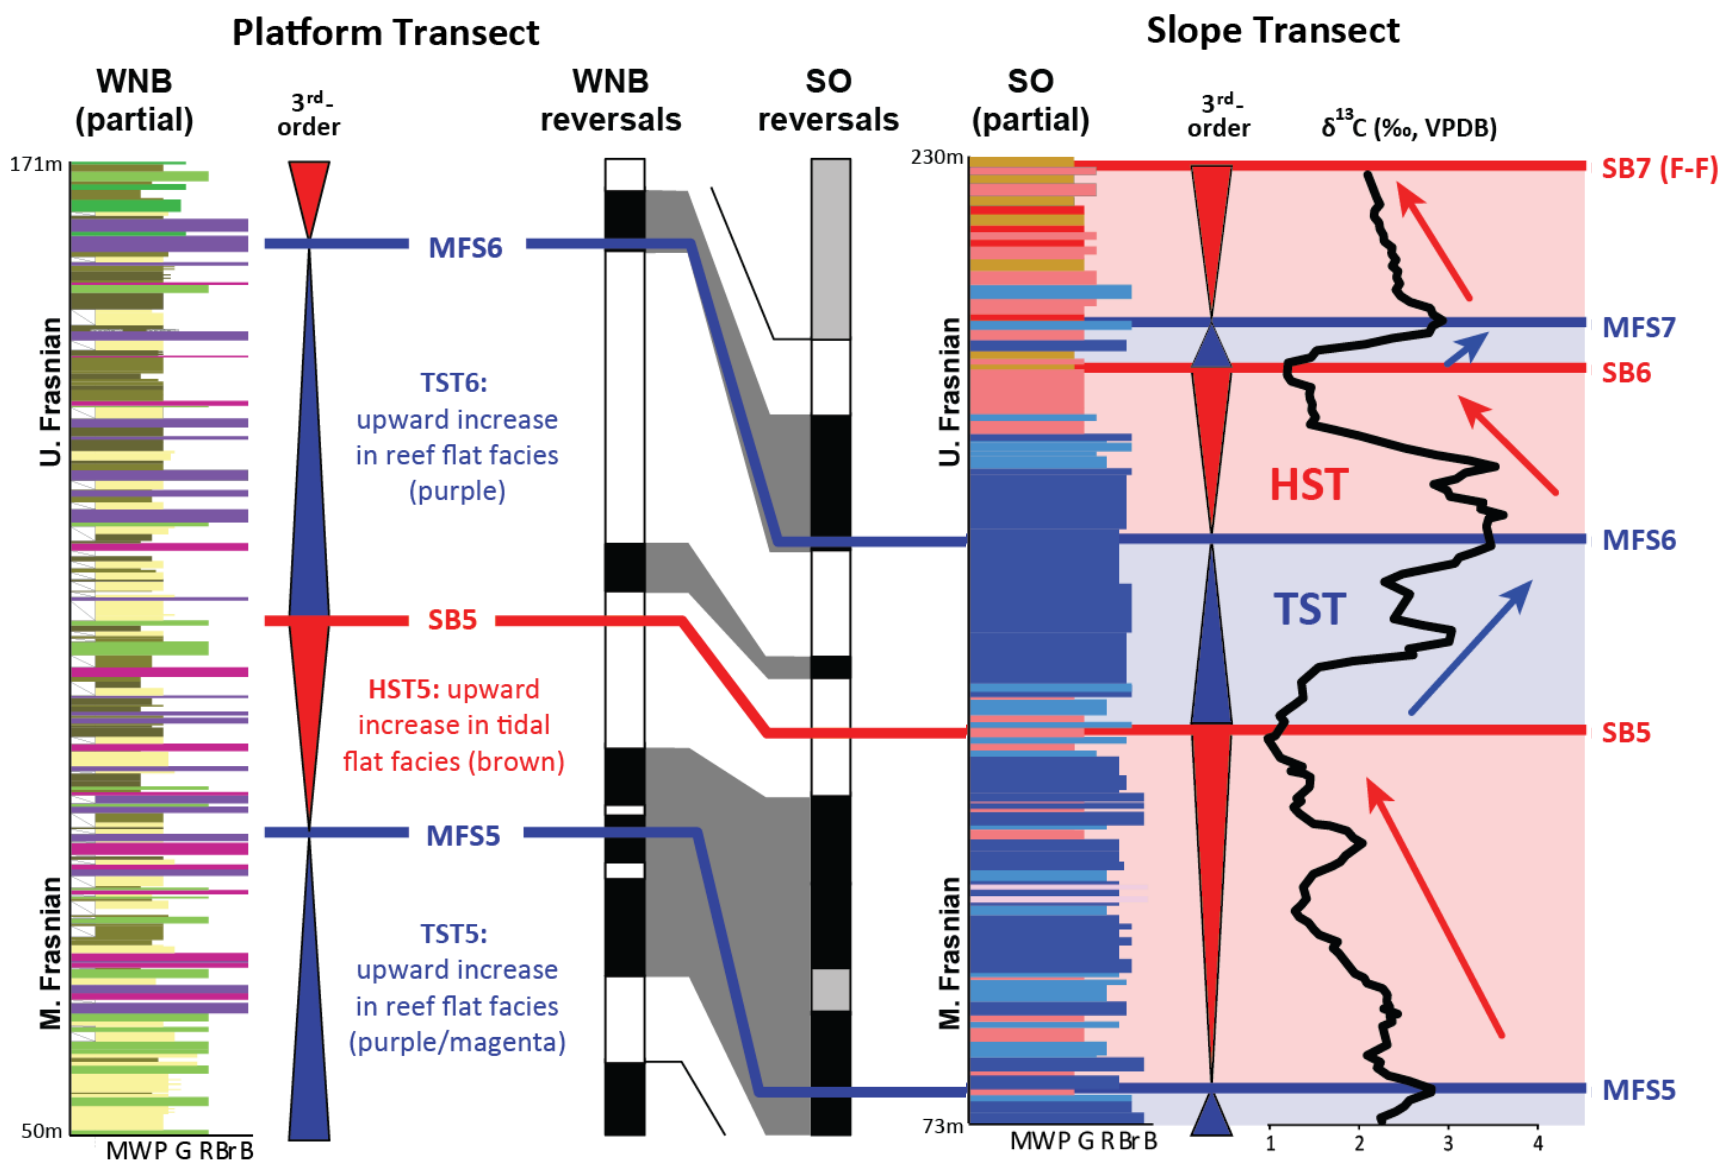 Platform Transect
Slope Transect
WNB
(partial)
3rd-
order
WNB
reversals
SO
reversals
SO
(partial)
3rd-
order
δ13C (‰, VPDB)
171m
230m
SB7 (F-F)
MFS6
MFS7
SB6
U. Frasnian
U. Frasnian
TST6:
upward increase
in reef flat facies
(purple)
HST
MFS6
TST
SB5
HST5: upward
increase in tidal
flat facies (brown)
SB5
MFS5
M. Frasnian
M. Frasnian
TST5:
upward increase
in reef flat facies
(purple/magenta)
MFS5
50m
73m
MWP G RBrB
MWP G RBrB
1 2 3 4